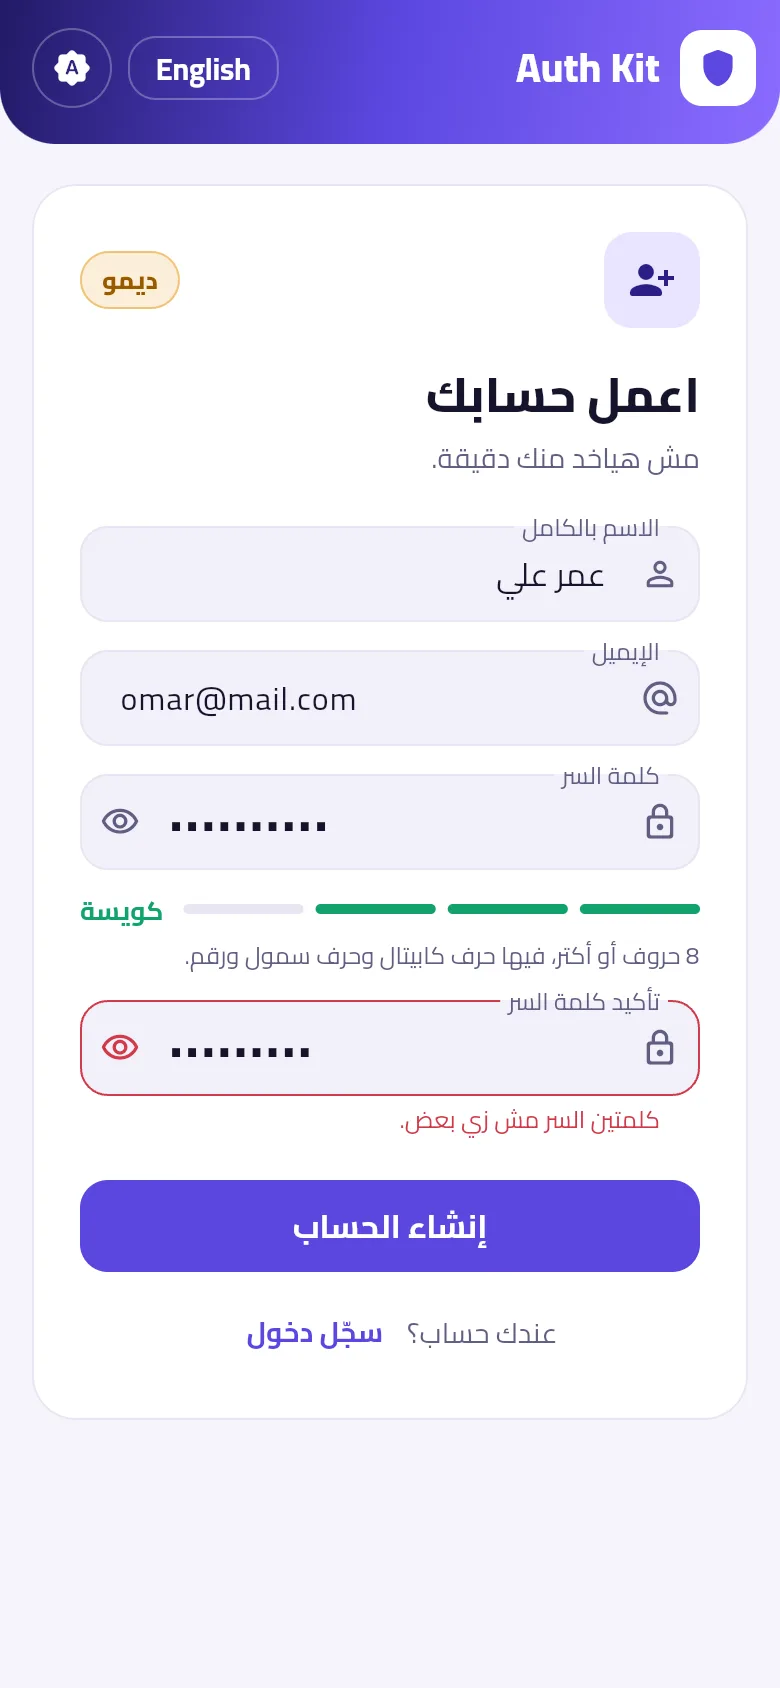 Auth Kit
English
A
ديمو
اعمل حسابك
مش هياخد منك دقيقة.
الاسم بالكامل
عمر علي
الإيميل
omar@mail.com
كلمة السر
••••••••••
كويسة
8 حروف أو أكتر، فيها حرف كابيتال وحرف سمول ورقم.
تأكيد كلمة السر
•••••••••
كلمتين السر مش زي بعض.
إنشاء الحساب
عندك حساب؟ سجّل دخول